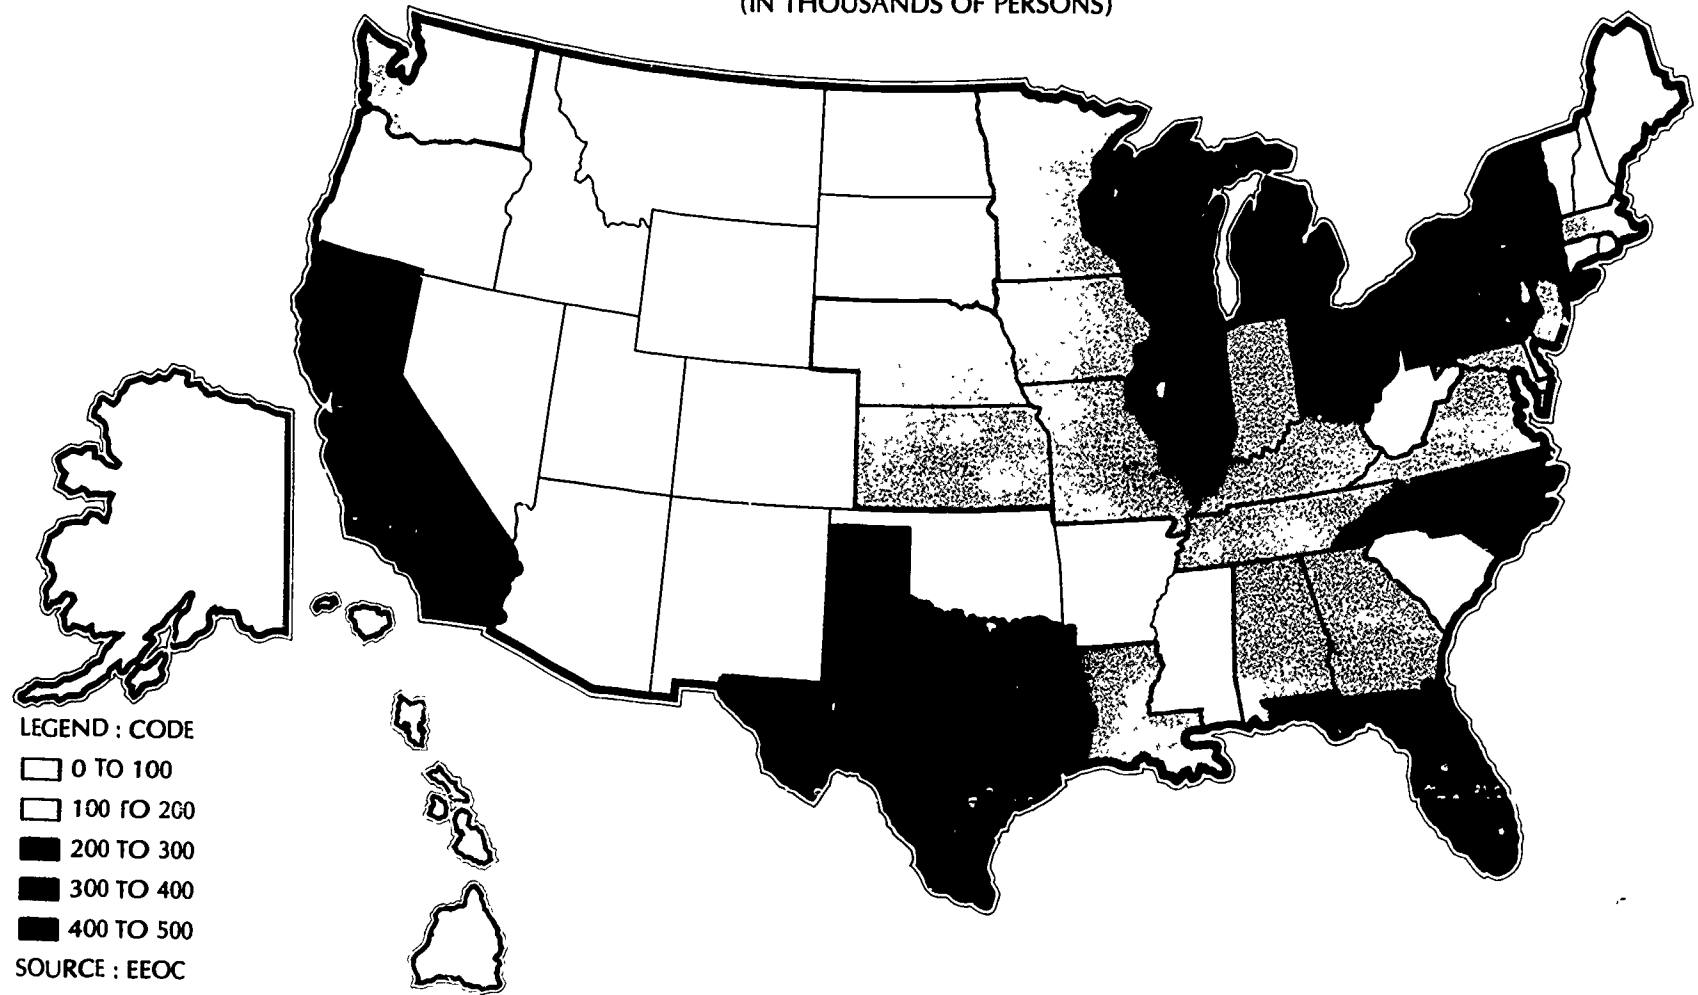 (IN THOUSANDS OF PERSONS)
LEGEND : CODE
0 TO 100
100 TO 200
200 TO 300
300 TO 400
400 TO 500
SOURCE : EEOC